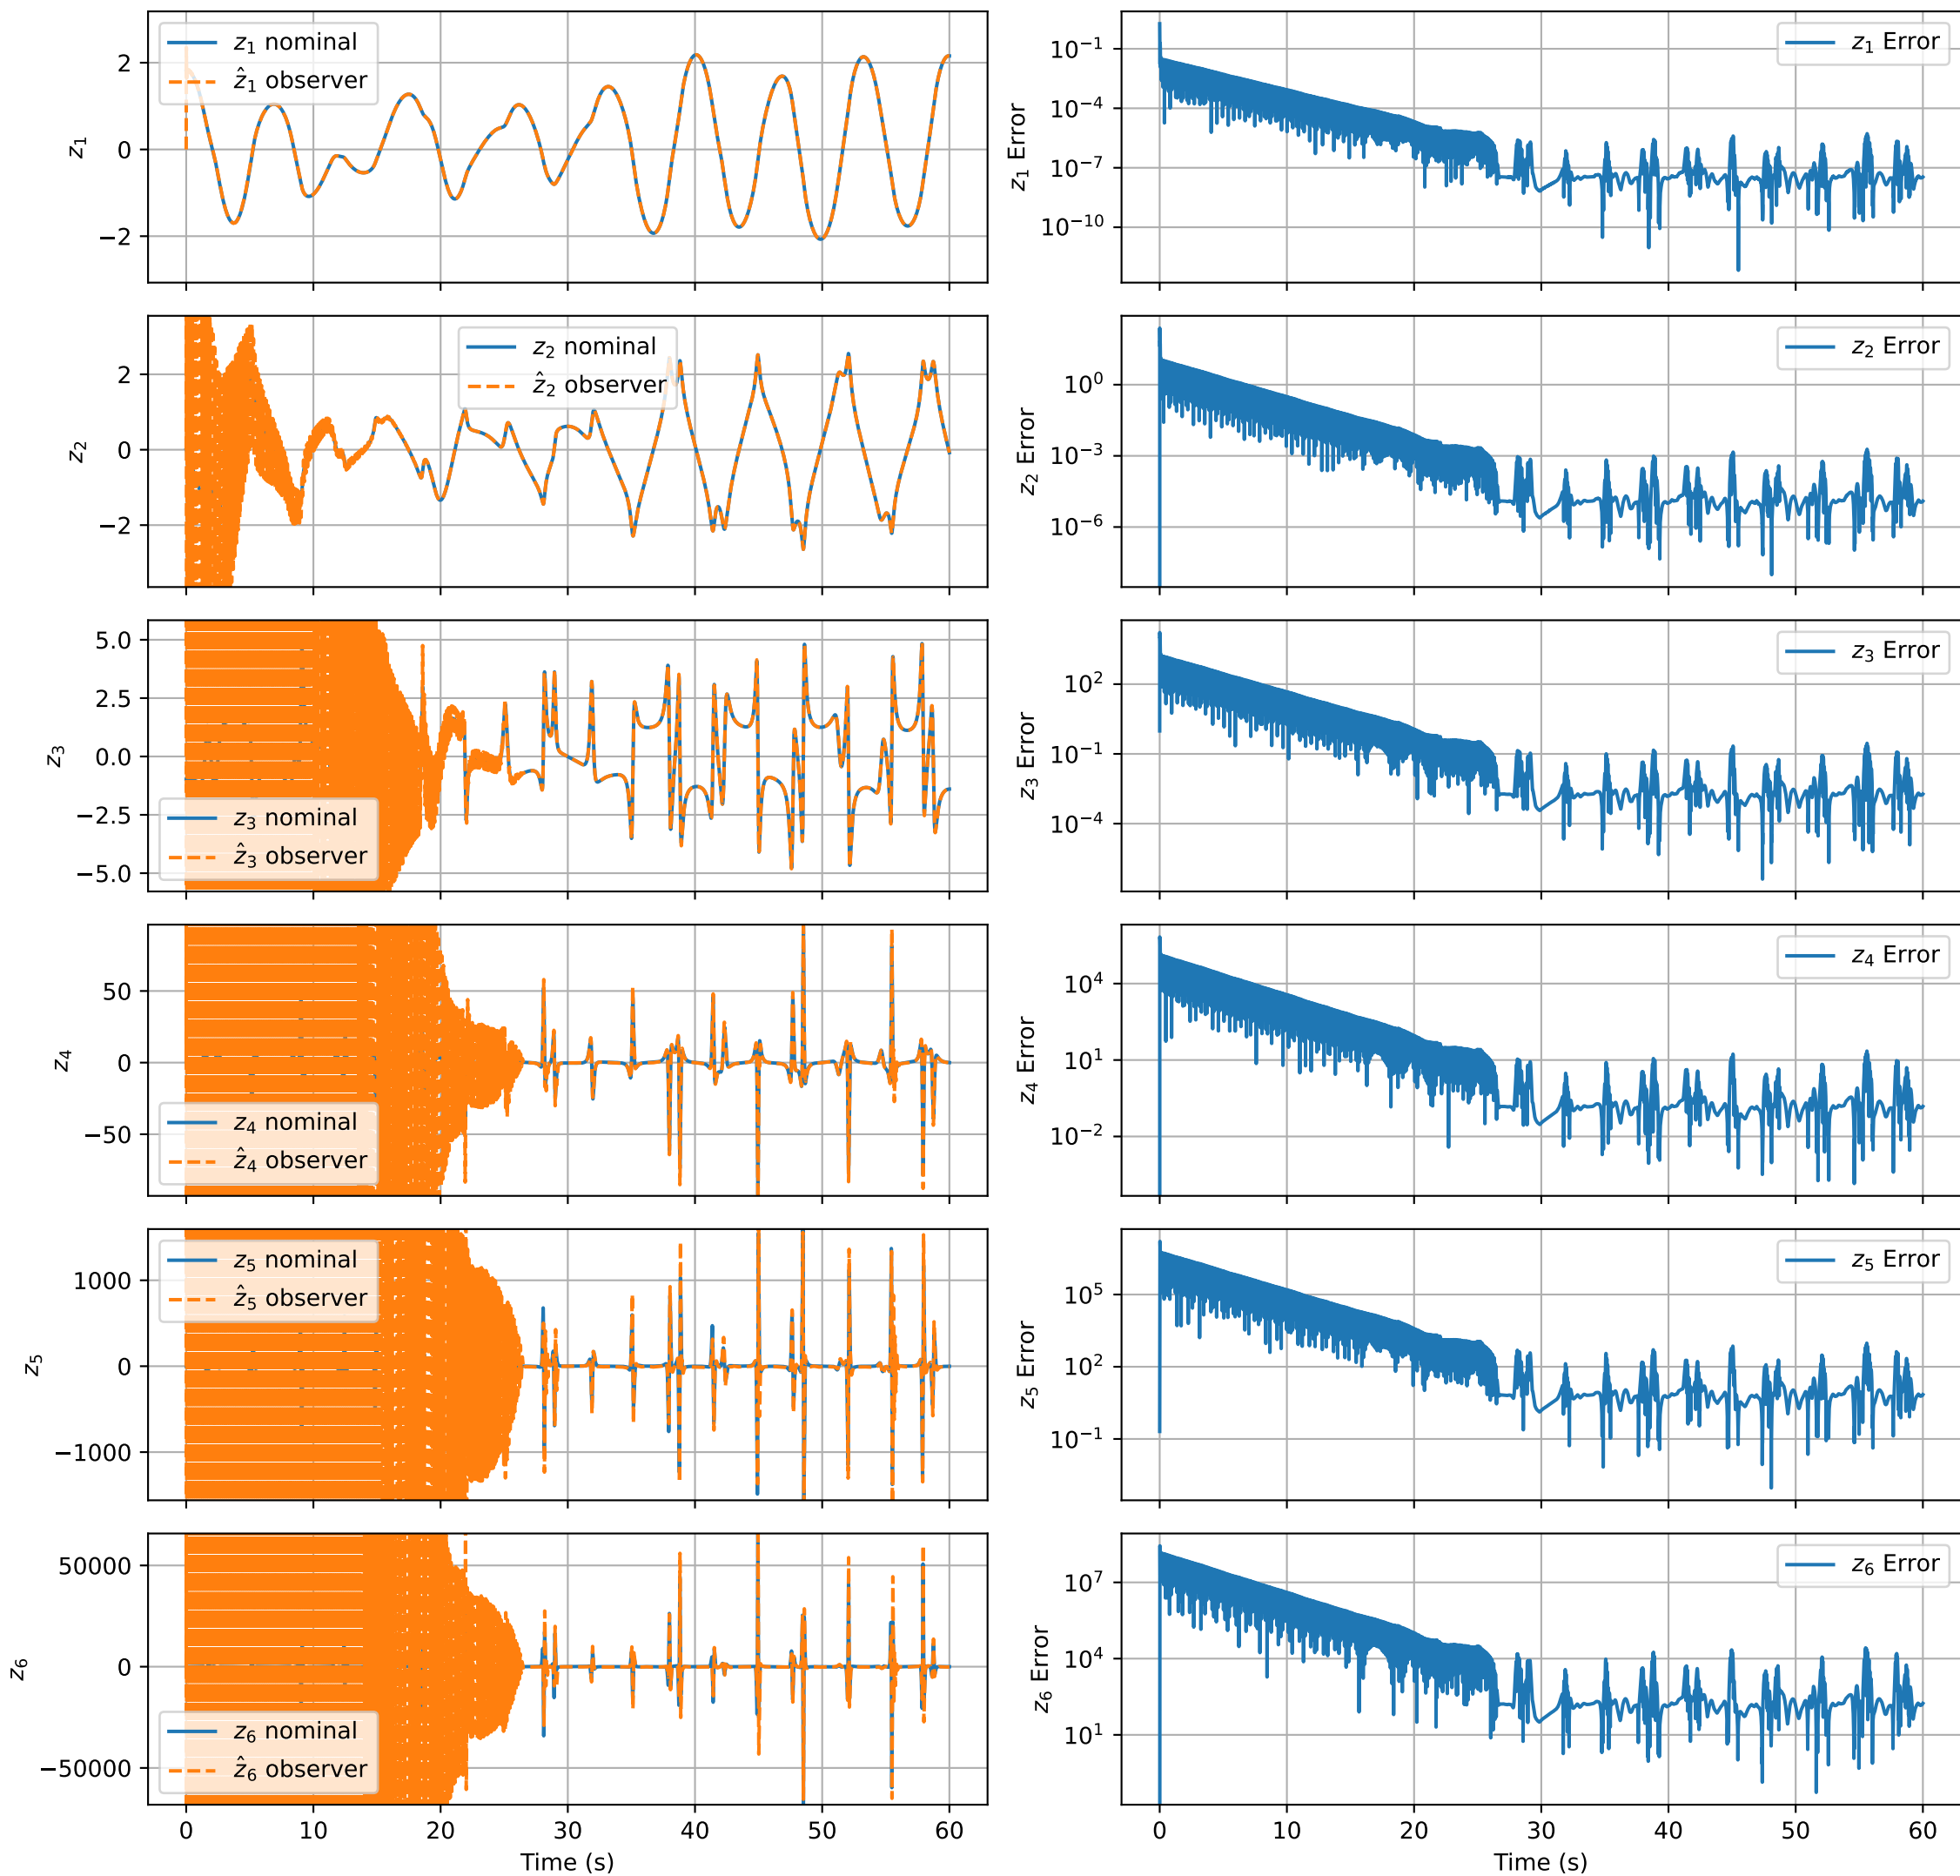 z₁ nominal
ẑ₁ observer
2
0
−2
z₁
z₁ Error
10⁻¹
10⁻⁴
10⁻⁷
10⁻¹⁰
z₁ Error
z₂ nominal
ẑ₂ observer
2
0
−2
z₂
z₂ Error
10⁰
10⁻³
10⁻⁶
z₂ Error
5.0
2.5
0.0
−2.5
−5.0
z₃
z₃ nominal
ẑ₃ observer
z₃ Error
10²
10⁻¹
10⁻⁴
z₃ Error
50
0
−50
z₄
z₄ nominal
ẑ₄ observer
z₄ Error
10⁴
10¹
10⁻²
z₄ Error
z₅ nominal
ẑ₅ observer
1000
0
−1000
z₅
z₅ Error
10⁵
10²
10⁻¹
z₅ Error
50000
0
−50000
z₆
z₆ nominal
ẑ₆ observer
0 10 20 30 40 50 60
Time (s)
z₆ Error
10⁷
10⁴
10¹
z₆ Error
0 10 20 30 40 50 60
Time (s)